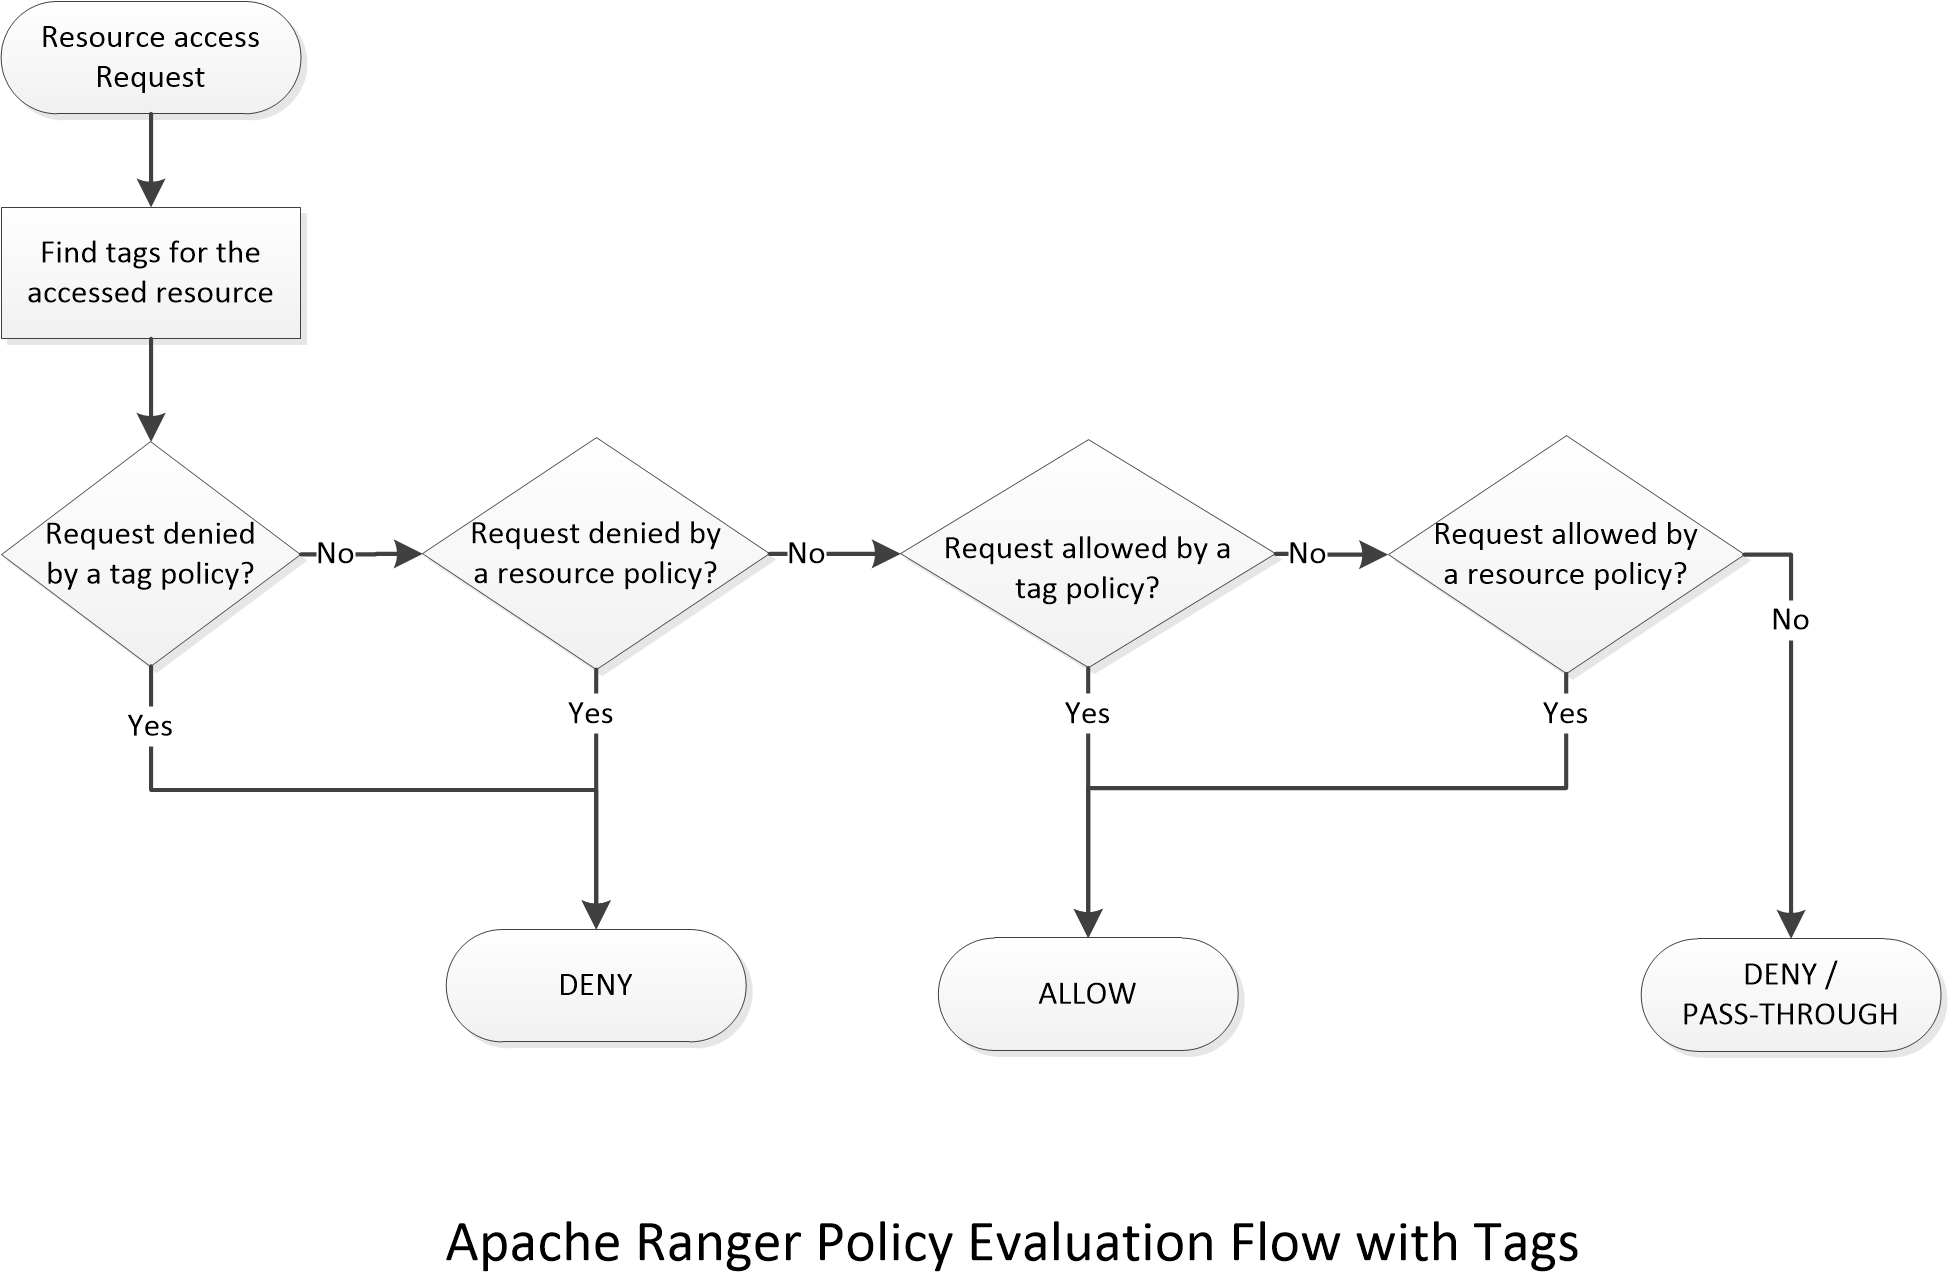 Resource access
Request
Find tags for the
accessed resource
Request denied
by a tag policy?
No
Request denied by
a resource policy?
No
Request allowed by a
tag policy?
No
Request allowed by
a resource policy?
No
Yes
Yes
Yes
Yes
DENY
ALLOW
DENY /
PASS-THROUGH
Apache Ranger Policy Evaluation Flow with Tags